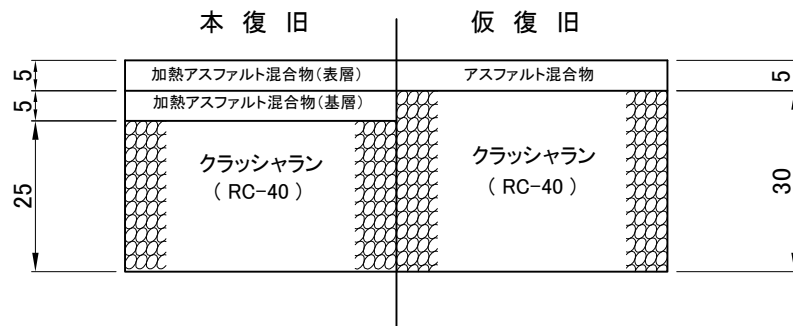 本復旧 仮復旧
5 加熱アスファルト混合物(表層) アスファルト混合物 5
5 加熱アスファルト混合物(基層)
25 クラッシャラン クラッシャラン 30
( RC-40 ) ( RC-40 )